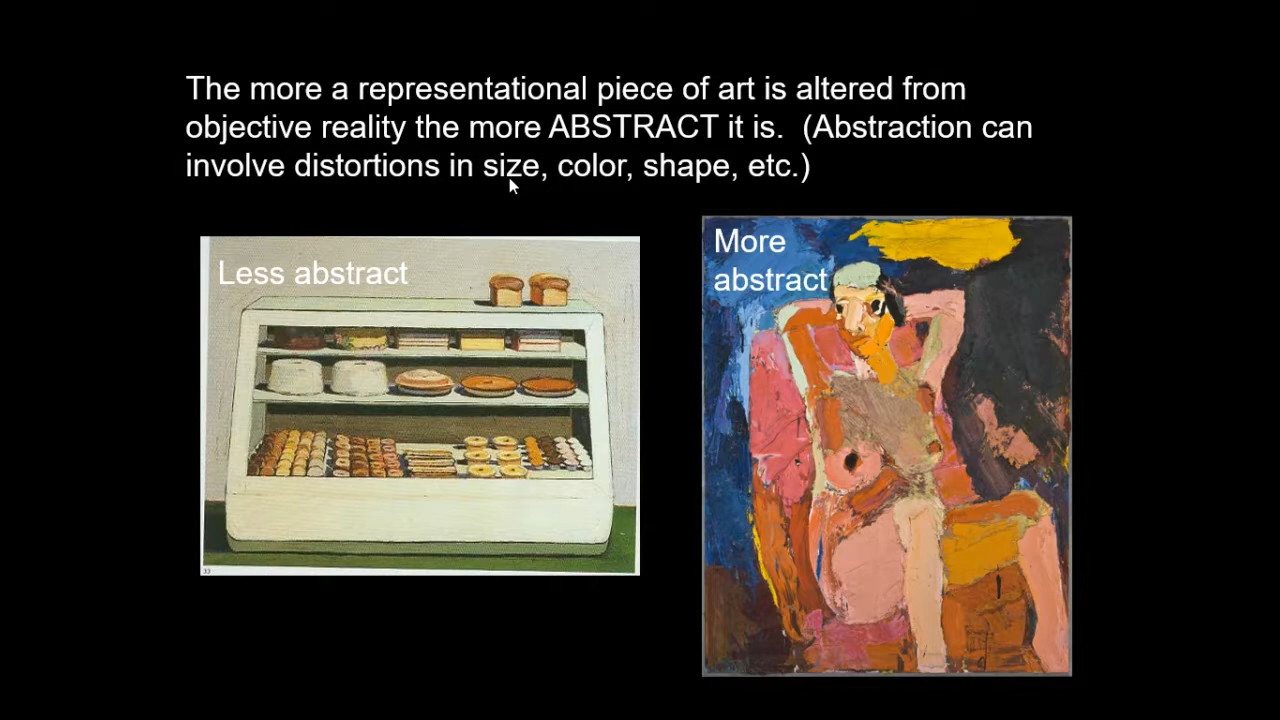 The more a representational piece of art is altered from
objective reality the more ABSTRACT it is.  (Abstraction can
involve distortions in size, color, shape, etc.)
Less abstract
More
abstract
33